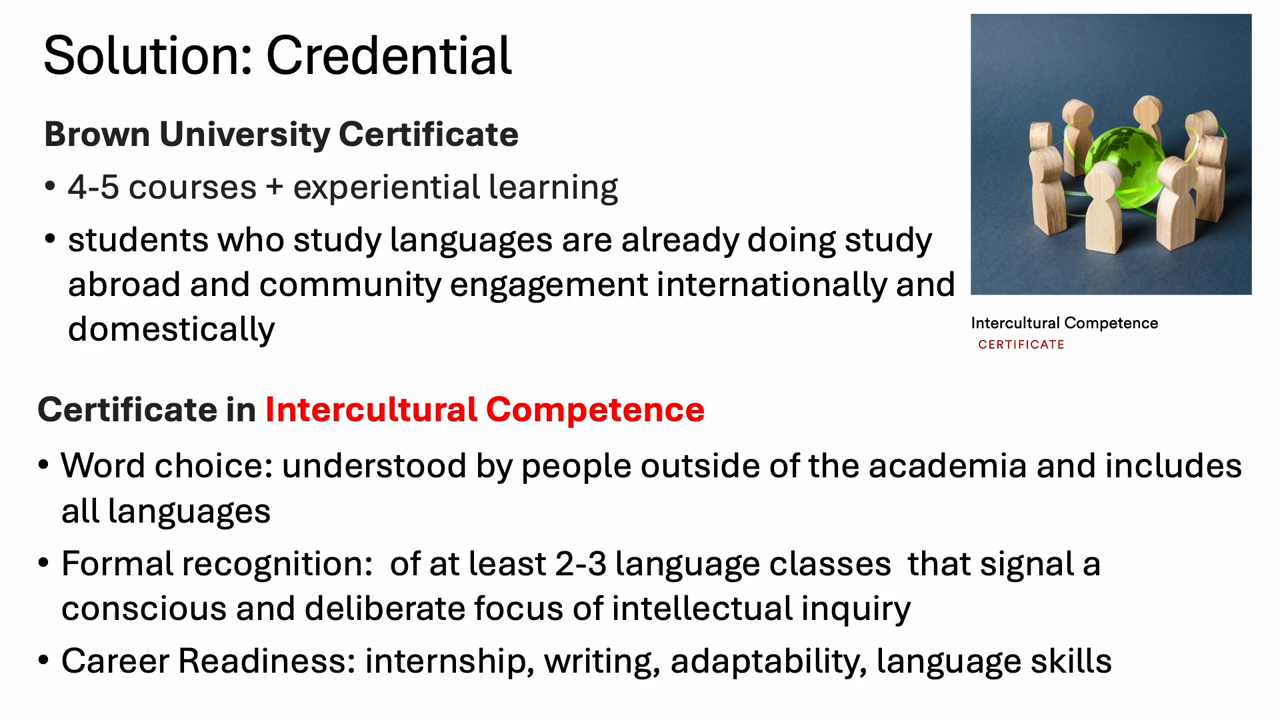 Solution: Credential
Brown University Certificate
• 4-5 courses + experiential learning
• students who study languages are already doing study
abroad and community engagement internationally and
domestically
Intercultural Competence
CERTIFICATE
Certificate in Intercultural Competence
• Word choice: understood by people outside of the academia and includes
all languages
• Formal recognition:  of at least 2-3 language classes  that signal a
conscious and deliberate focus of intellectual inquiry
• Career Readiness: internship, writing, adaptability, language skills